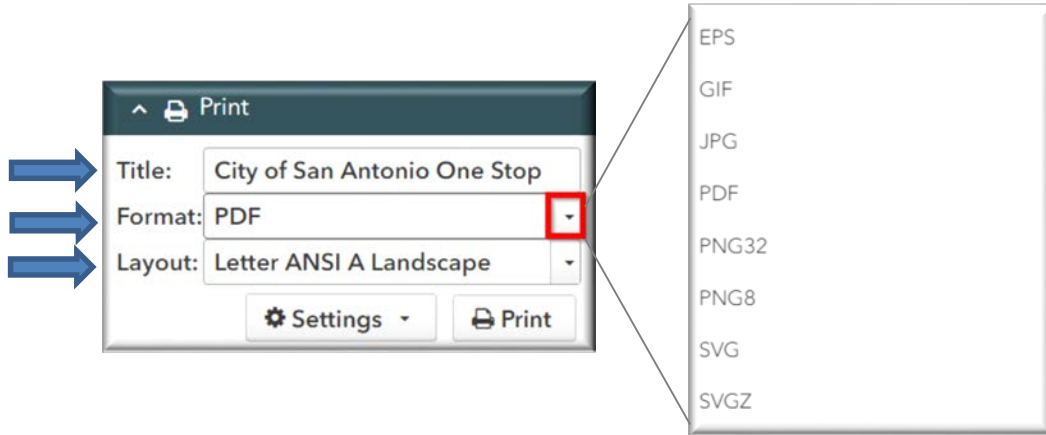 Print
Title: City of San Antonio One Stop
Format: PDF
Layout: Letter ANSI A Landscape
Settings Print
EPS
GIF
JPG
PDF
PNG32
PNG8
SVG
SVGZ